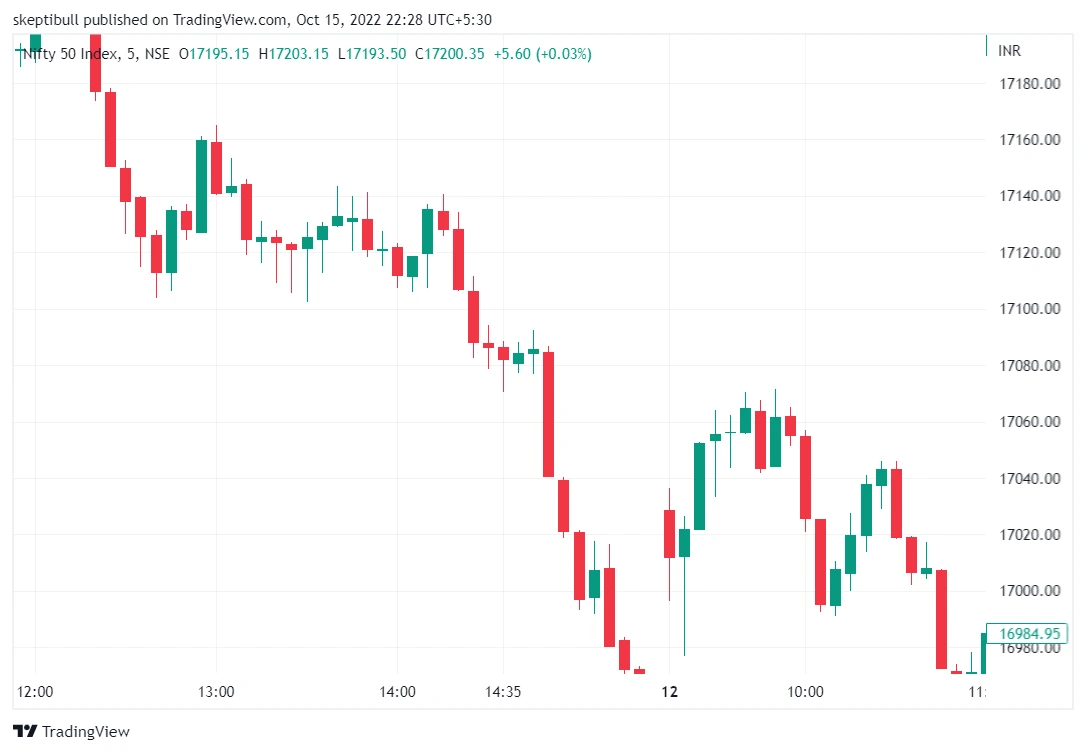 skeptibull published on TradingView.com, Oct 15, 2022 22:28 UTC+5:30
Nifty 50 Index, 5, NSE O17195.15 H17203.15 L17193.50 C17200.35 +5.60 (+0.03%)
INR
17180.00
17160.00
17140.00
17120.00
17100.00
17080.00
17060.00
17040.00
17020.00
17000.00
16984.95
16980.00
12:00 13:00 14:00 14:35 12 10:00 11:
TradingView